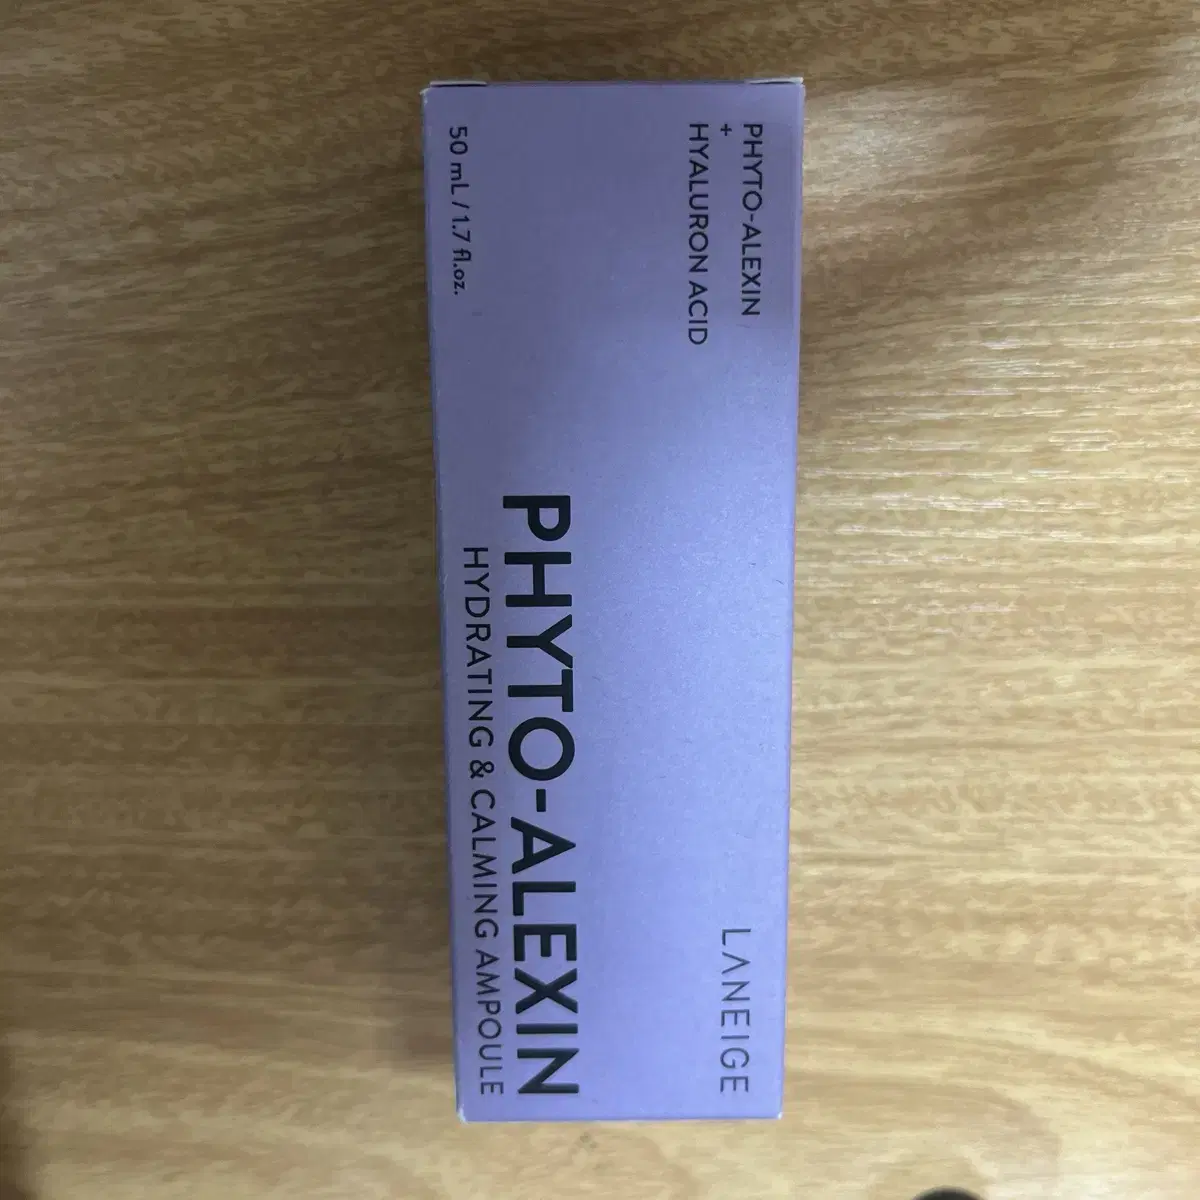 PHYTO-ALEXIN
+
HYALURON ACID
50 mL / 1.7 fl.oz.
LANEIGE
PHYTO-ALEXIN
HYDRATING & CALMING AMPOULE